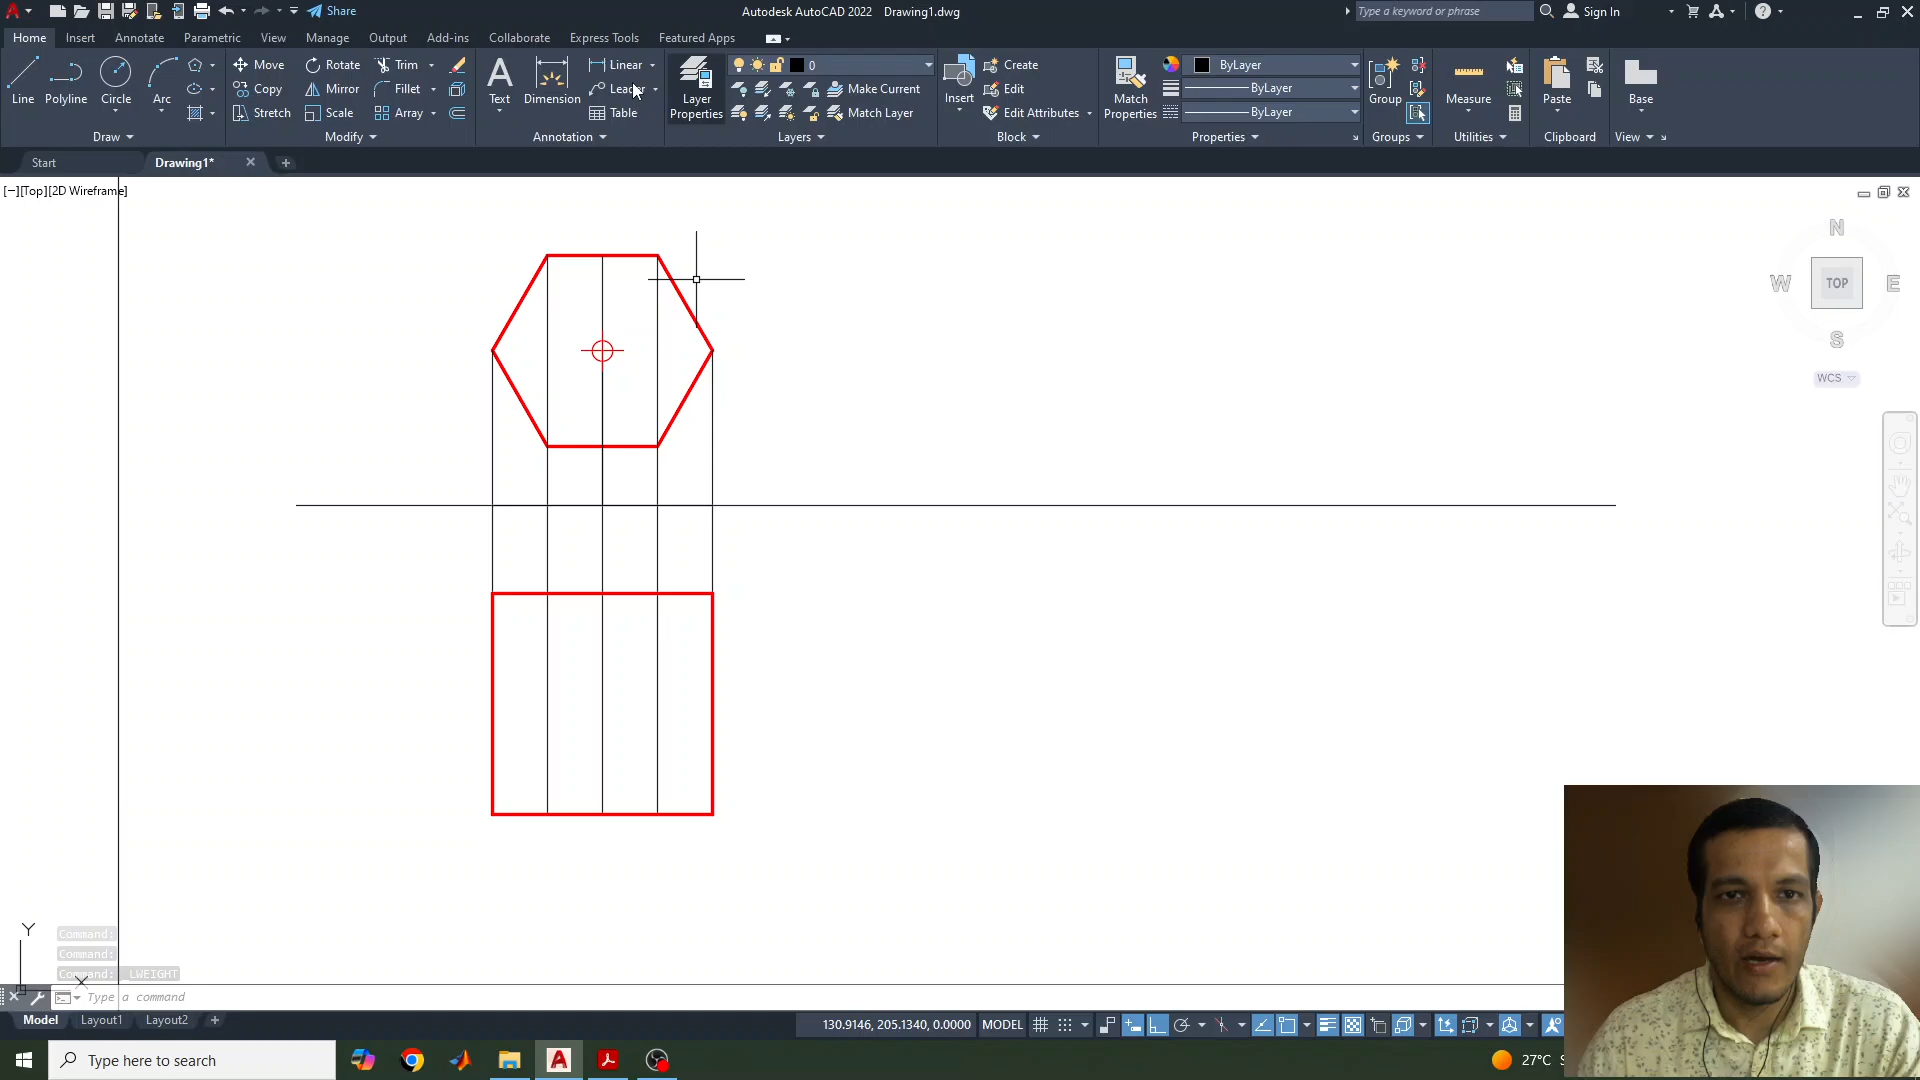 Share
Autodesk AutoCAD 2022 Drawing1.dwg
Type a keyword or phrase
Sign In
Home Insert Annotate Parametric View Manage Output Add-ins Collaborate Express Tools Featured Apps
Line Polyline Circle Arc
Draw
Move Rotate Trim
Copy Mirror Fillet
Stretch Scale Array
Modify
Text Dimension
Linear
Leader
Table
Annotation
Layer Properties
0
Make Current
Match Layer
Layers
Insert
Create
Edit
Edit Attributes
Block
Match Properties
ByLayer
ByLayer
ByLayer
Properties
Group
Groups
Measure
Utilities
Paste
Clipboard
Base
View
Start Drawing1*
[−][Top][2D Wireframe]
N
W TOP E
S
WCS
Y
X
Command:
Command:
Command: _LWEIGHT
Type a command
Model Layout1 Layout2
130.9146, 205.1340, 0.0000 MODEL
Type here to search
27°C